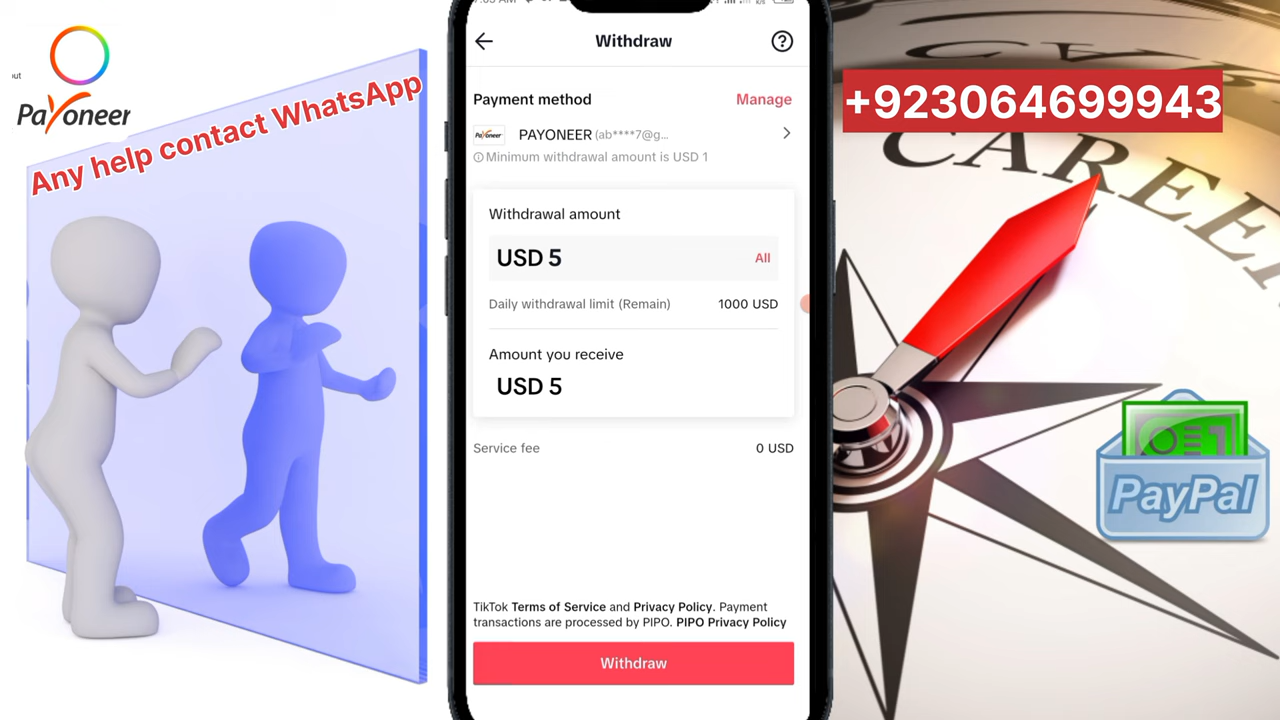 out
Payoneer
Any help contact WhatsApp
Withdraw
Payment method
Manage
Payoneer
PAYONEER (ab****7@g...
Minimum withdrawal amount is USD 1
Withdrawal amount
USD 5
All
Daily withdrawal limit (Remain)
1000 USD
Amount you receive
USD 5
Service fee
0 USD
TikTok Terms of Service and Privacy Policy. Payment
transactions are processed by PIPO. PIPO Privacy Policy
Withdraw
+923064699943
CAREE
PayPal